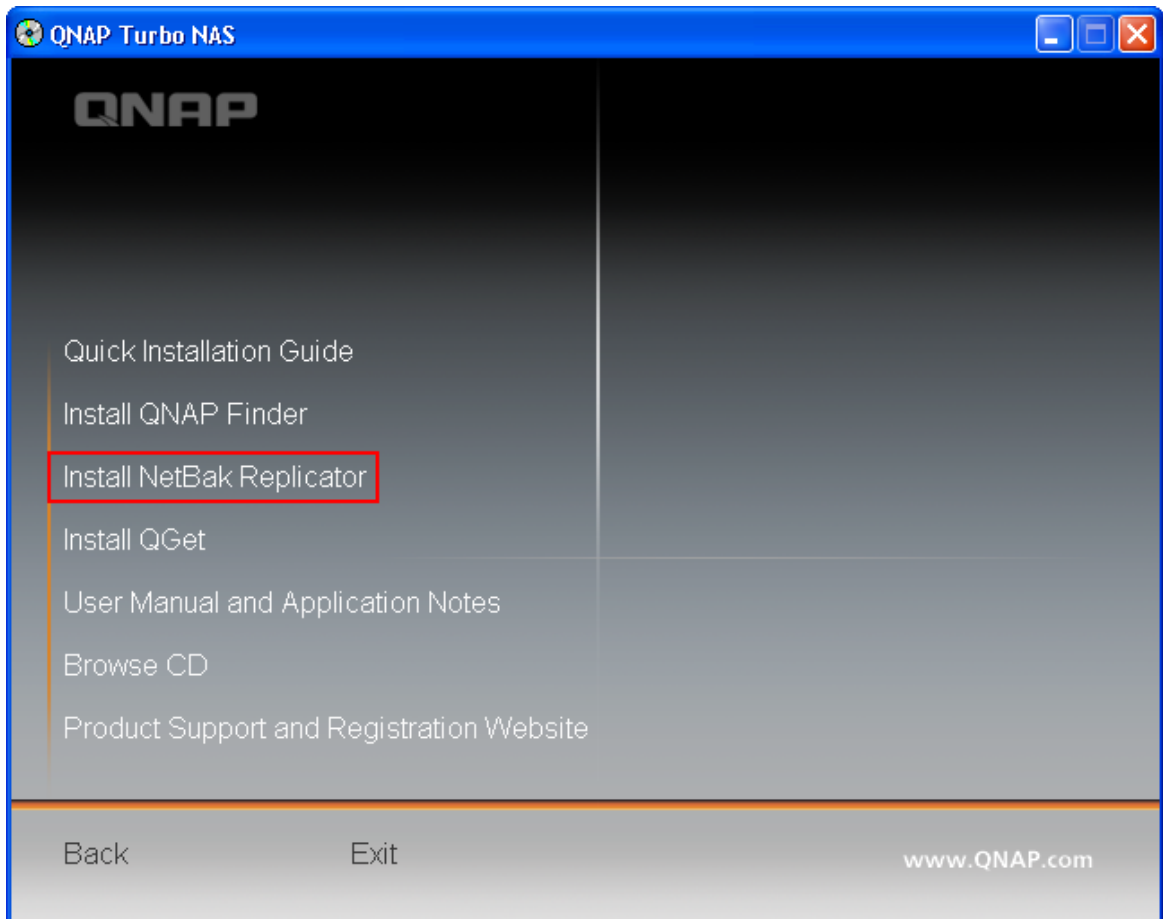 QNAP Turbo NAS
QNAP
Quick Installation Guide
Install QNAP Finder
Install NetBak Replicator
Install QGet
User Manual and Application Notes
Browse CD
Product Support and Registration Website
Back Exit www.QNAP.com